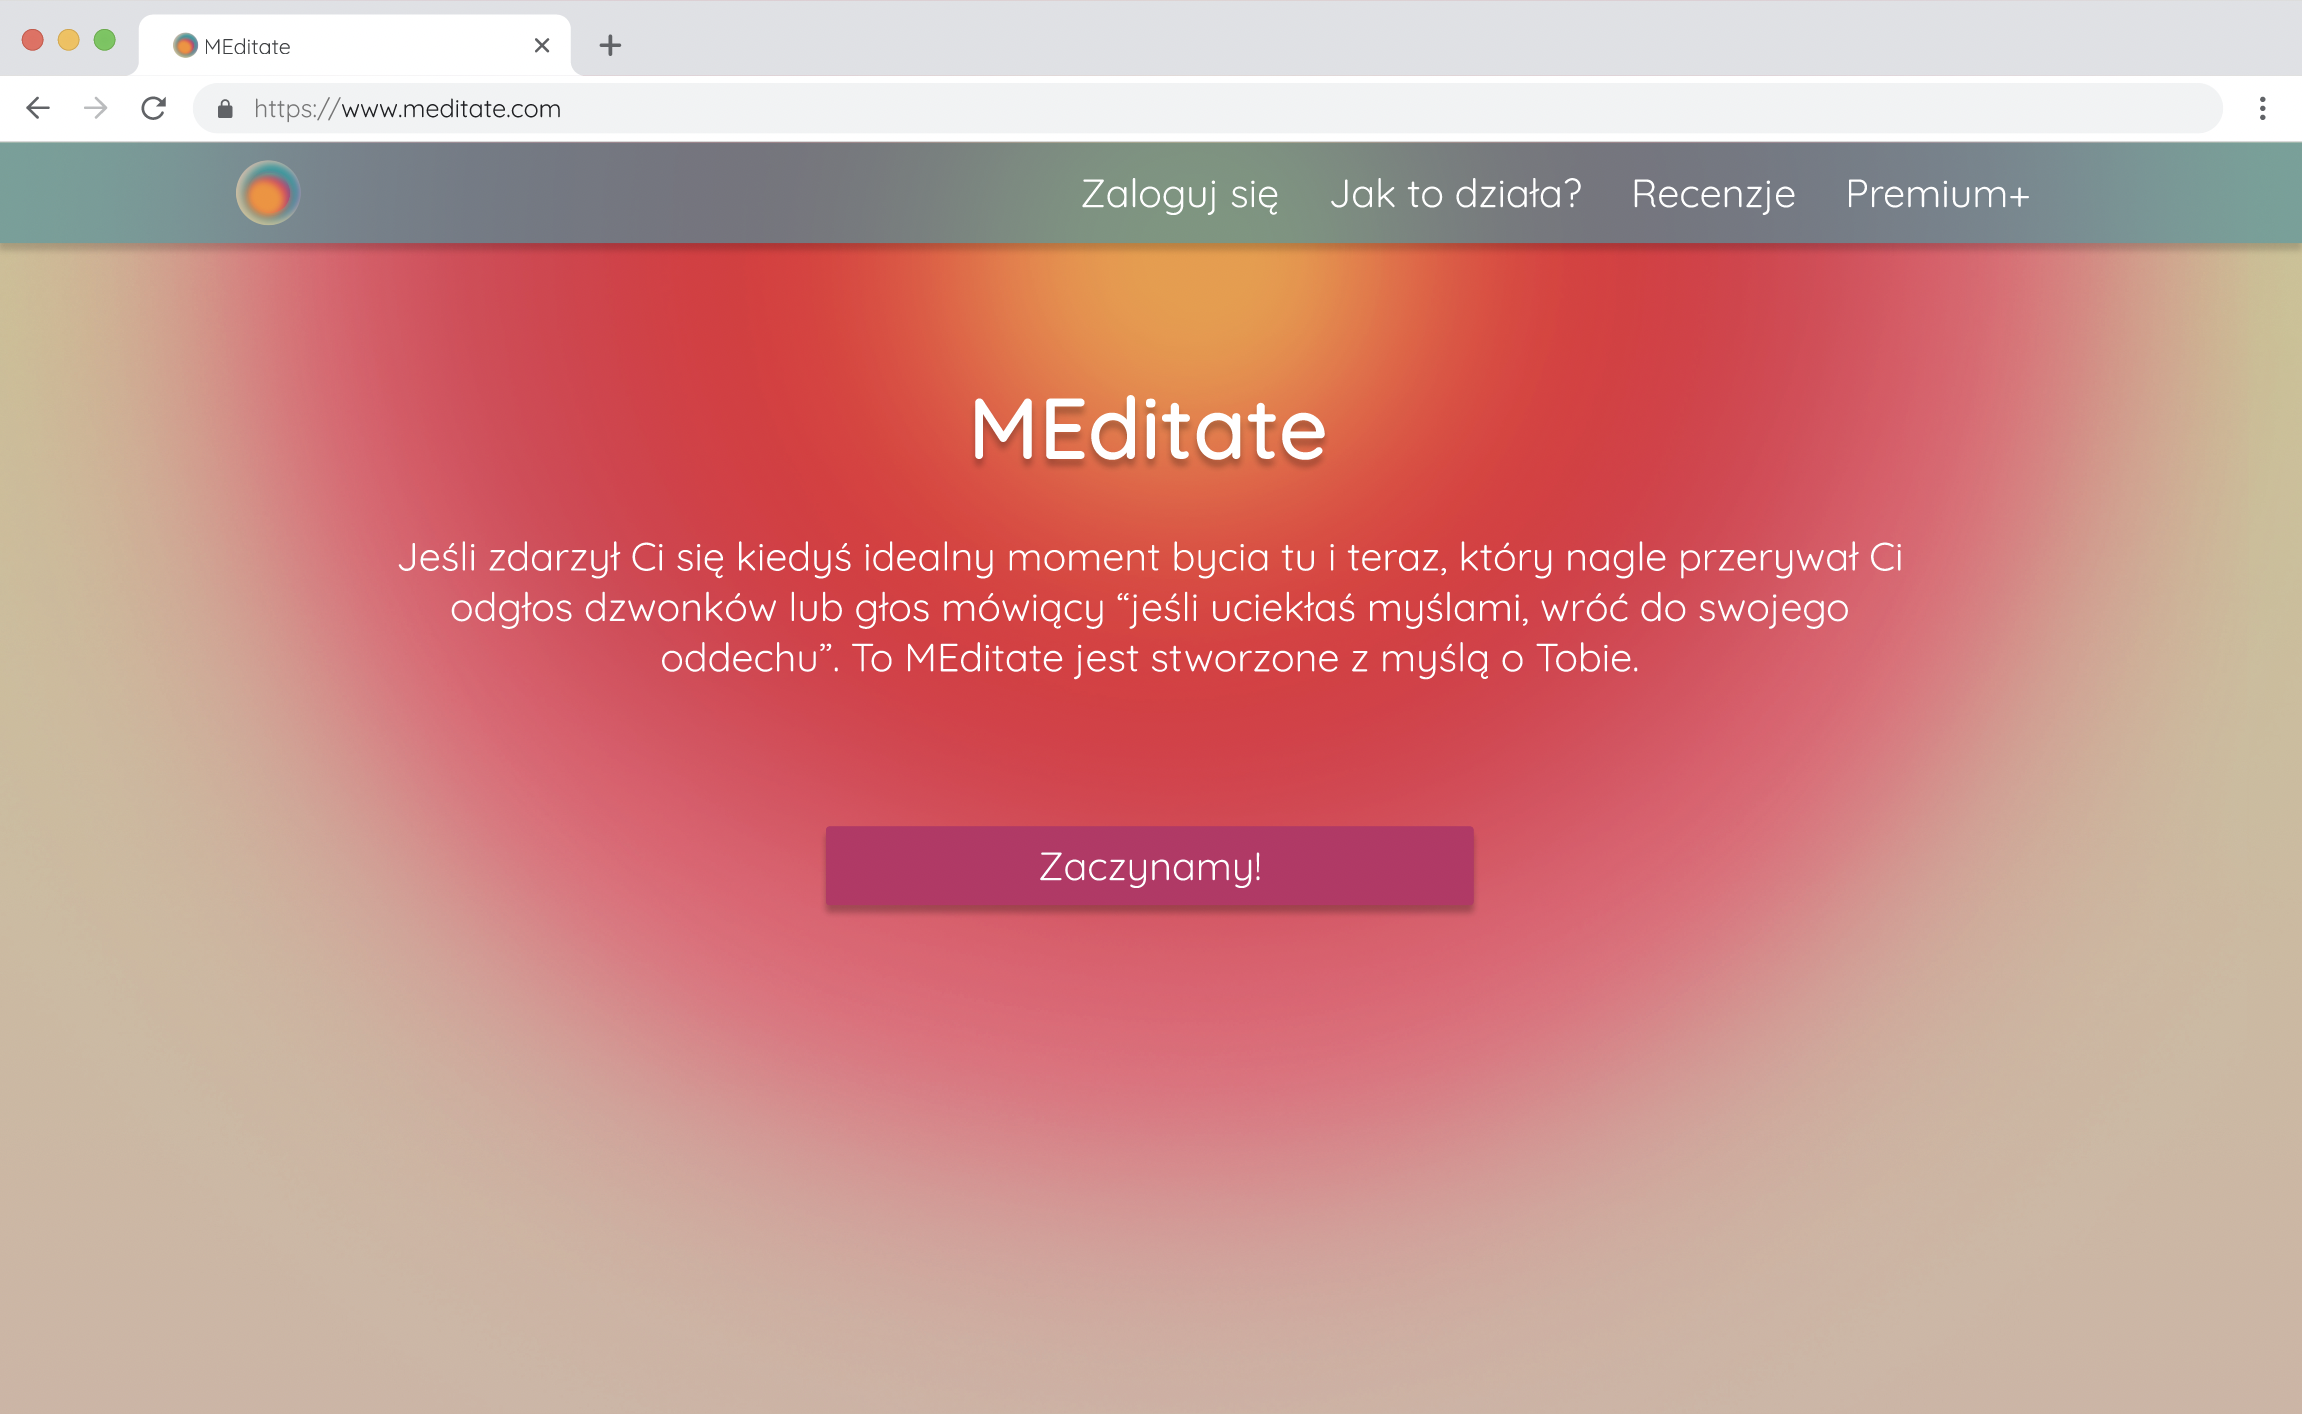 MEditate
https://www.meditate.com
Zaloguj się Jak to działa? Recenzje Premium+
MEditate
Jeśli zdarzył Ci się kiedyś idealny moment bycia tu i teraz, który nagle przerywał Ci
odgłos dzwonków lub głos mówiący “jeśli uciekłaś myślami, wróć do swojego
oddechu”. To MEditate jest stworzone z myślą o Tobie.
Zaczynamy!